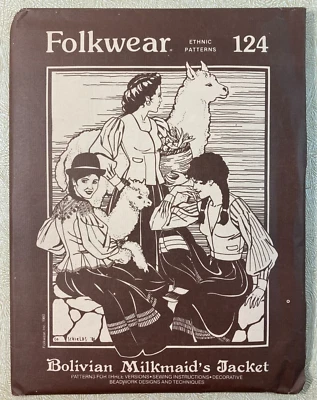 Folkwear
ETHNIC
PATTERNS
124
Bolivian Milkmaid's Jacket
PATTERNS FOR THREE VERSIONS • SEWING INSTRUCTIONS • DECORATIVE
BEADWORK DESIGNS AND TECHNIQUES